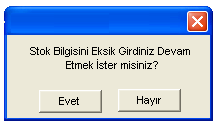 Stok Bilgisini Eksik Girdiniz Devam
Etmek İster misiniz?
Evet
Hayır